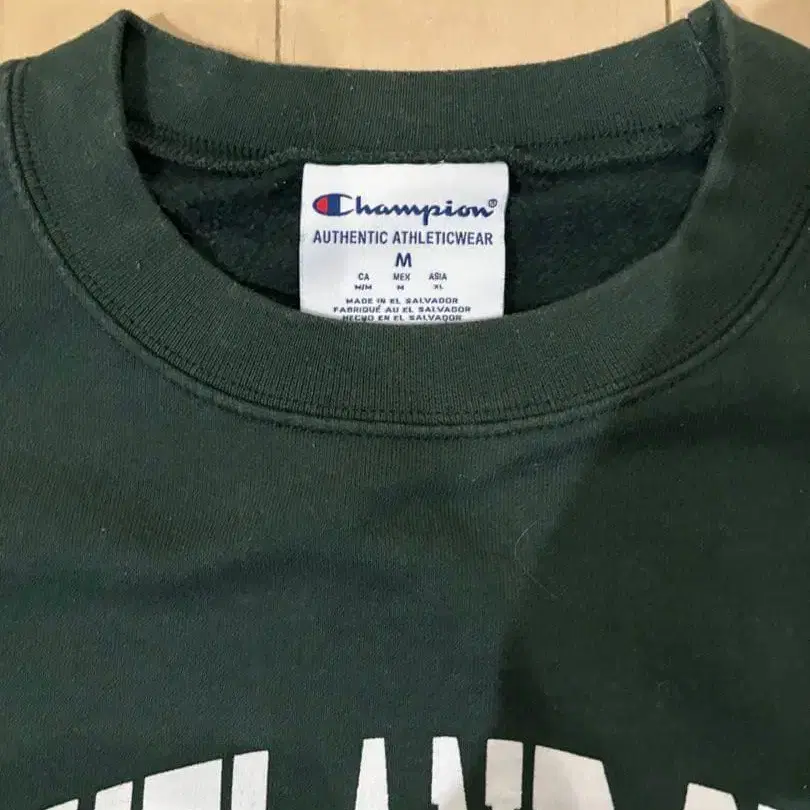 Champion®
AUTHENTIC ATHLETICWEAR
M
CA MEX ASIA
M/M M XL
MADE IN EL SALVADOR
FABRIQUÉ AU EL SALVADOR
HECHO EN EL SALVADOR